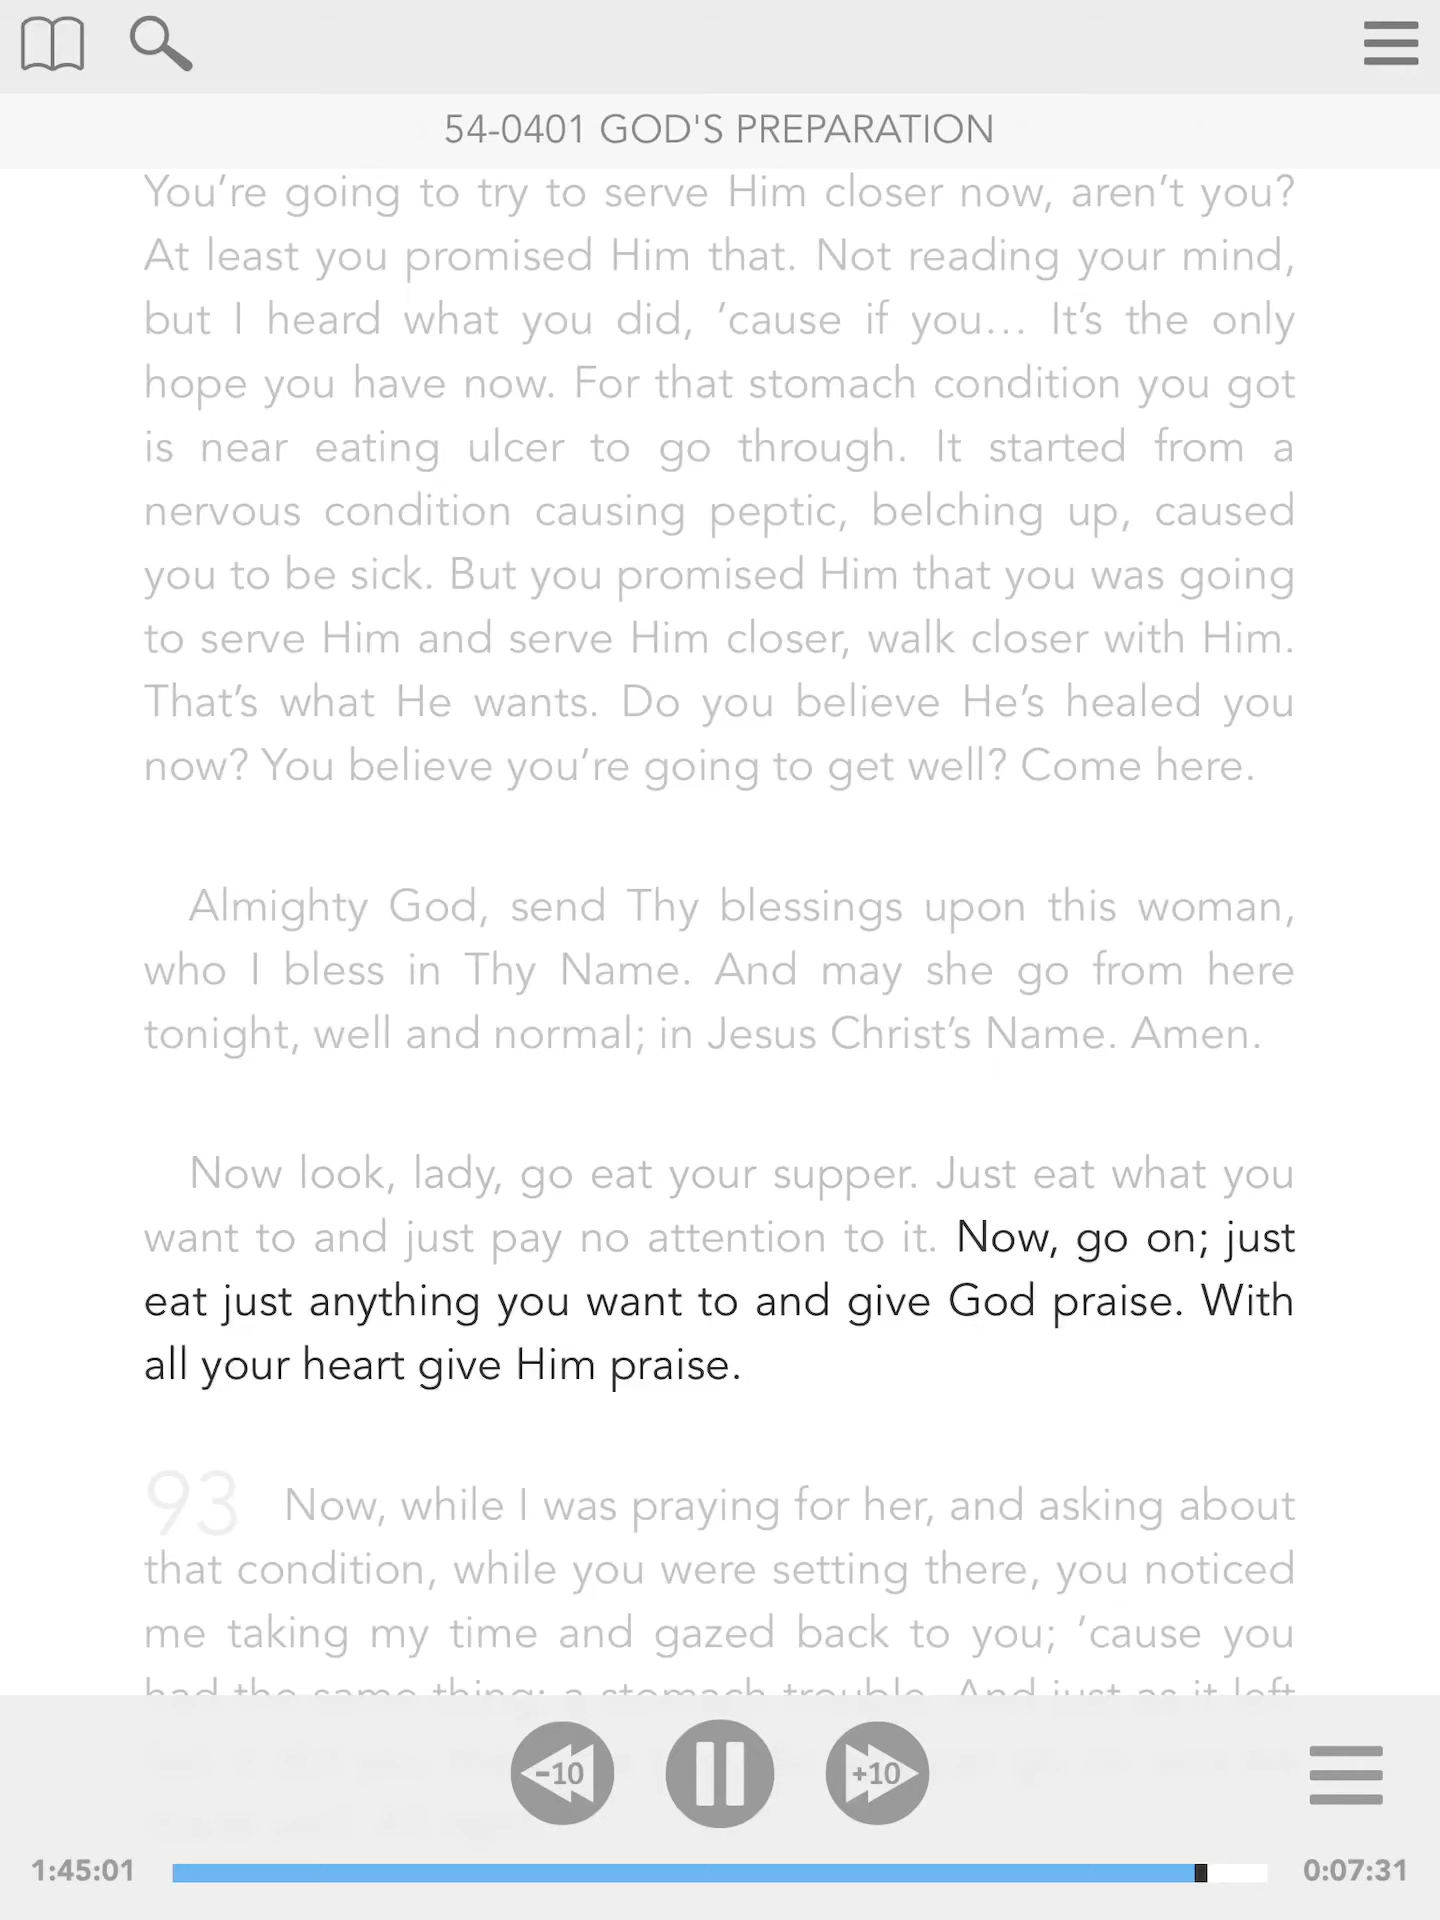 54-0401 GOD'S PREPARATION
You’re going to try to serve Him closer now, aren’t you?
At least you promised Him that. Not reading your mind,
but I heard what you did, ’cause if you… It’s the only
hope you have now. For that stomach condition you got
is near eating ulcer to go through. It started from a
nervous condition causing peptic, belching up, caused
you to be sick. But you promised Him that you was going
to serve Him and serve Him closer, walk closer with Him.
That’s what He wants. Do you believe He’s healed you
now? You believe you’re going to get well? Come here.
Almighty God, send Thy blessings upon this woman,
who I bless in Thy Name. And may she go from here
tonight, well and normal; in Jesus Christ’s Name. Amen.
Now look, lady, go eat your supper. Just eat what you
want to and just pay no attention to it. Now, go on; just
eat just anything you want to and give God praise. With
all your heart give Him praise.
93 Now, while I was praying for her, and asking about
that condition, while you were setting there, you noticed
me taking my time and gazed back to you; ’cause you
had the same thing; a stomach trouble. And just as it left
-10 +10
1:45:01 0:07:31